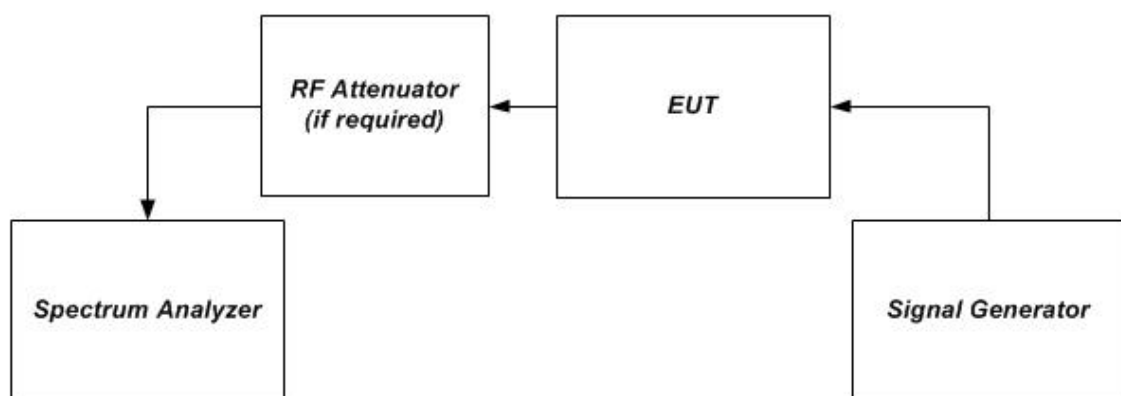 RF Attenuator
(if required)
EUT
Spectrum Analyzer
Signal Generator